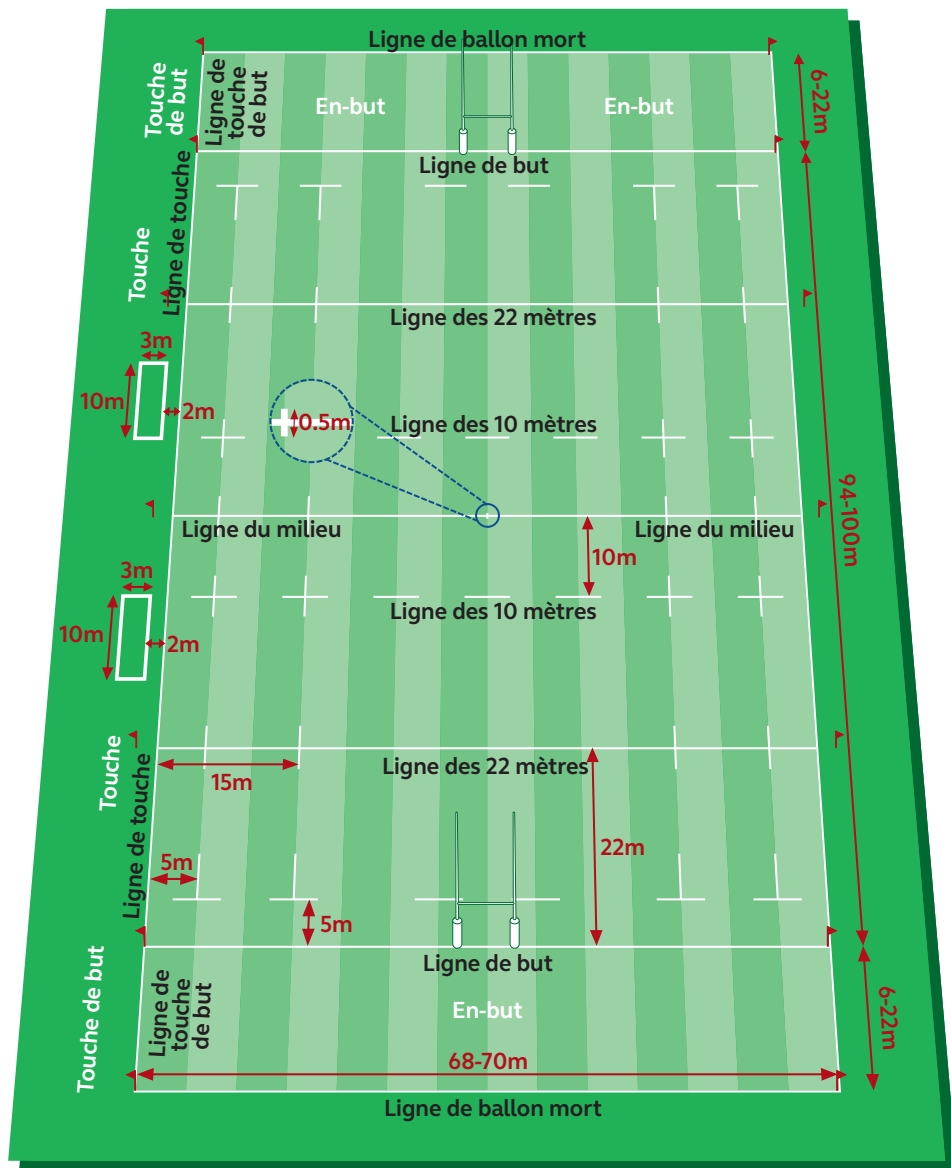 Ligne de ballon mort
Touche
de but
Ligne de
touche
de but
En-but
En-but
6-22m
Ligne de but
Ligne de touche
Touche
Ligne des 22 mètres
3m
10m
2m
0.5m
Ligne des 10 mètres
94-100m
Ligne du milieu
Ligne du milieu
10m
3m
10m
2m
Ligne des 10 mètres
Touche
Ligne de touche
15m
Ligne des 22 mètres
22m
5m
5m
Ligne de but
Touche de but
Ligne de
touche
de but
En-but
6-22m
68-70m
Ligne de ballon mort